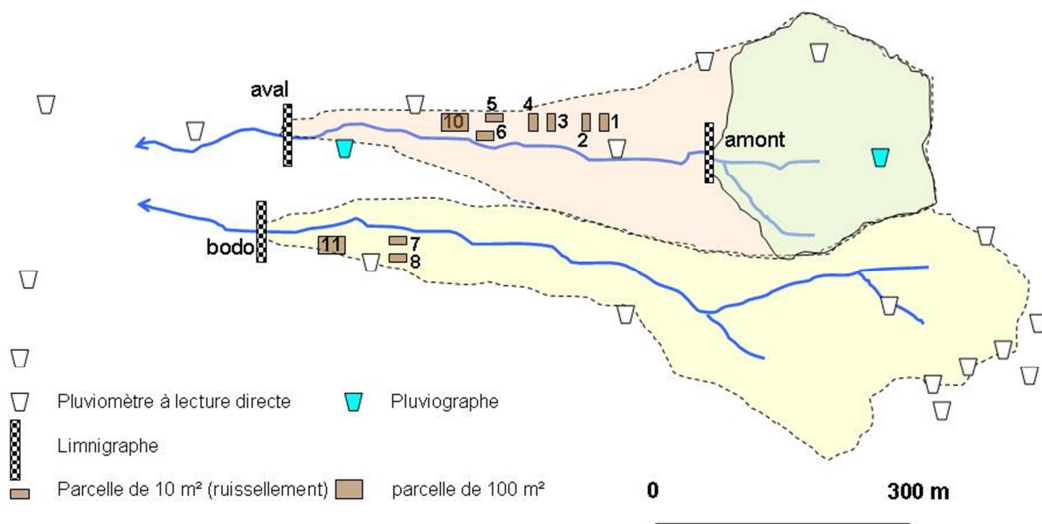 aval
5 4
10 3 1
6 2
amont
bodo
11 7
8
Pluviomètre à lecture directe Pluviographe
Limnigraphe
Parcelle de 10 m² (ruissellement) parcelle de 100 m²
0 300 m